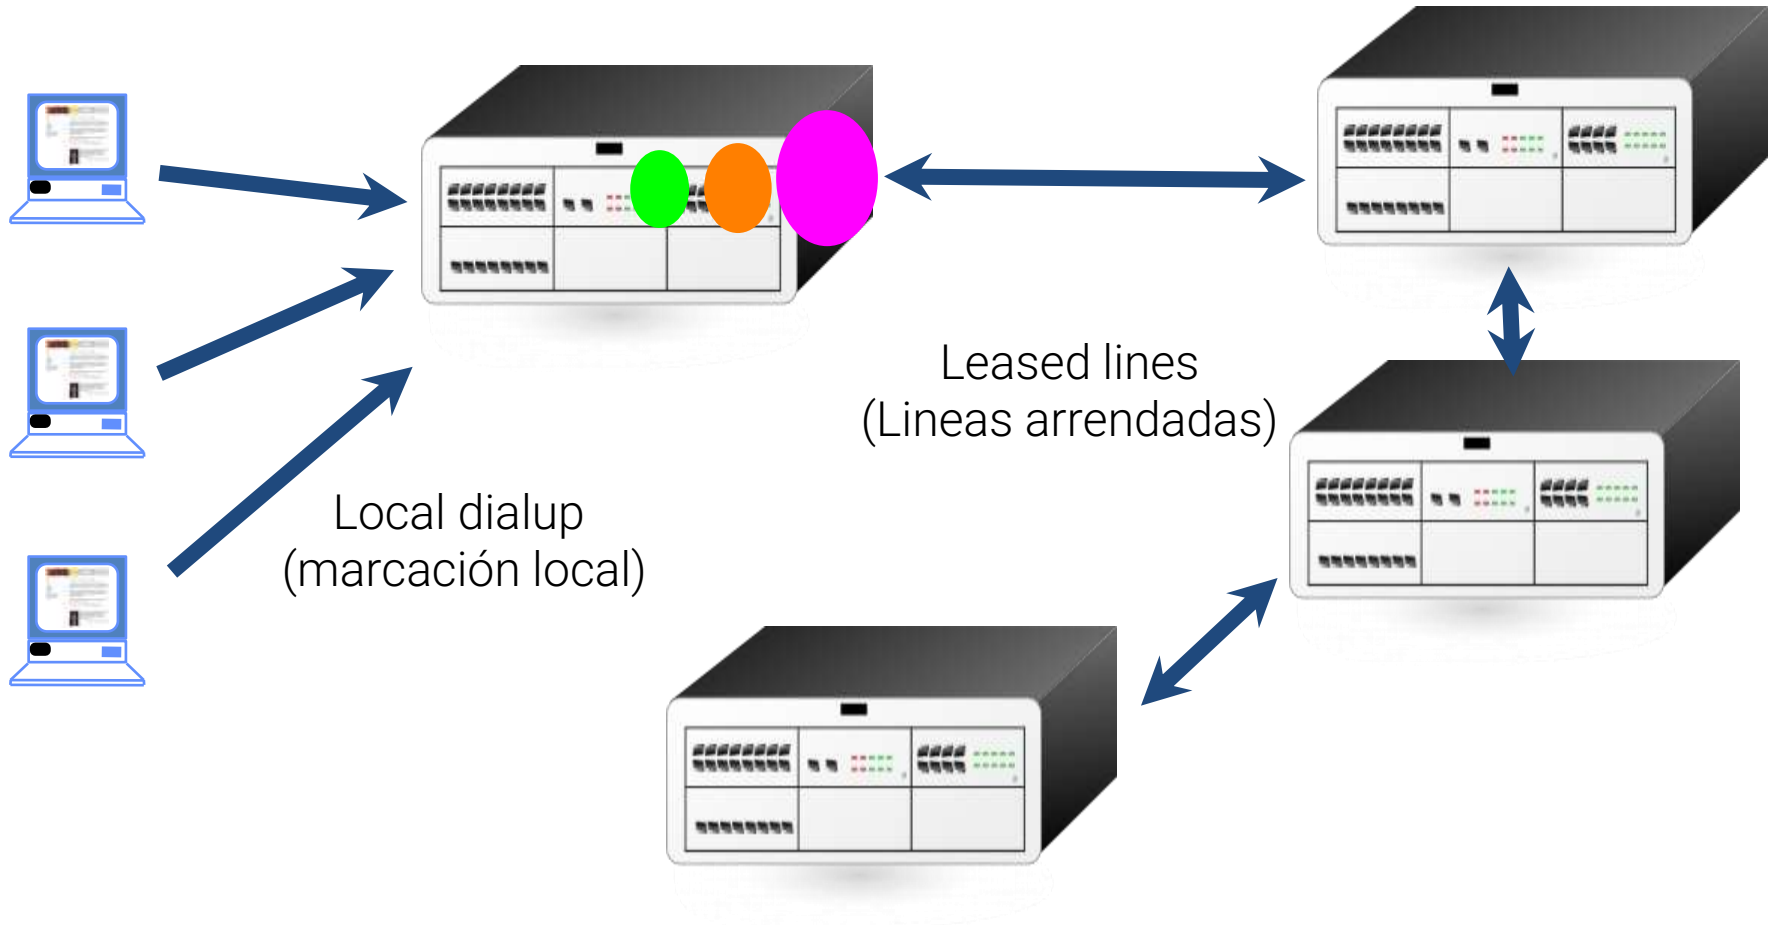 Leased lines
(Lineas arrendadas)
Local dialup
(marcación local)